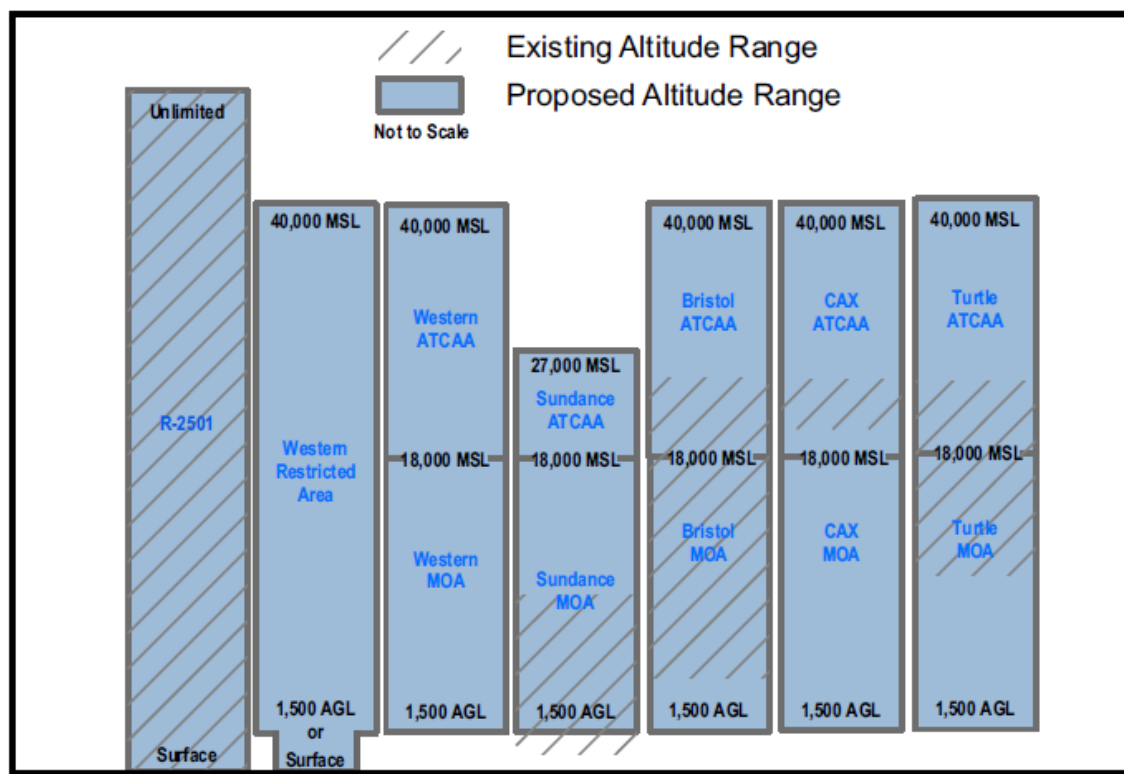 Existing Altitude Range
Proposed Altitude Range
Not to Scale
Unlimited
R-2501
Surface
40,000 MSL
Western
Restricted
Area
1,500 AGL
or
Surface
40,000 MSL
Western
ATCAA
18,000 MSL
Western
MOA
1,500 AGL
27,000 MSL
Sundance
ATCAA
18,000 MSL
Sundance
MOA
1,500 AGL
40,000 MSL
Bristol
ATCAA
18,000 MSL
Bristol
MOA
1,500 AGL
40,000 MSL
CAX
ATCAA
18,000 MSL
CAX
MOA
1,500 AGL
40,000 MSL
Turtle
ATCAA
18,000 MSL
Turtle
MOA
1,500 AGL